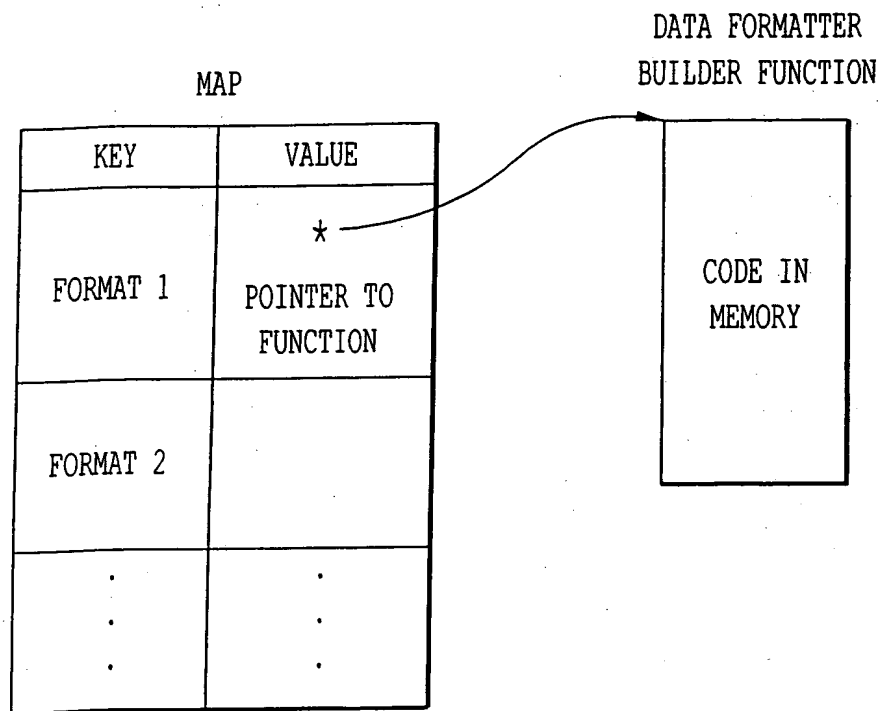 DATA FORMATTER
BUILDER FUNCTION
MAP
KEY VALUE
*
FORMAT 1
POINTER TO
FUNCTION
CODE IN
MEMORY
FORMAT 2